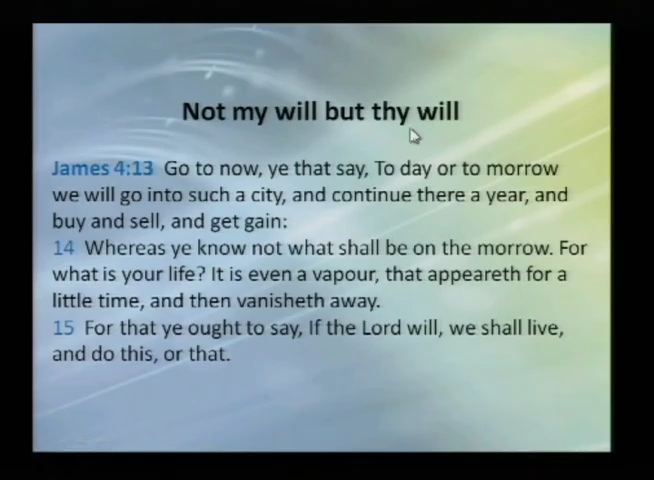 Not my will but thy will
James 4:13 Go to now, ye that say, To day or to morrow
we will go into such a city, and continue there a year, and
buy and sell, and get gain:
14 Whereas ye know not what shall be on the morrow. For
what is your life? It is even a vapour, that appeareth for a
little time, and then vanisheth away.
15 For that ye ought to say, If the Lord will, we shall live,
and do this, or that.